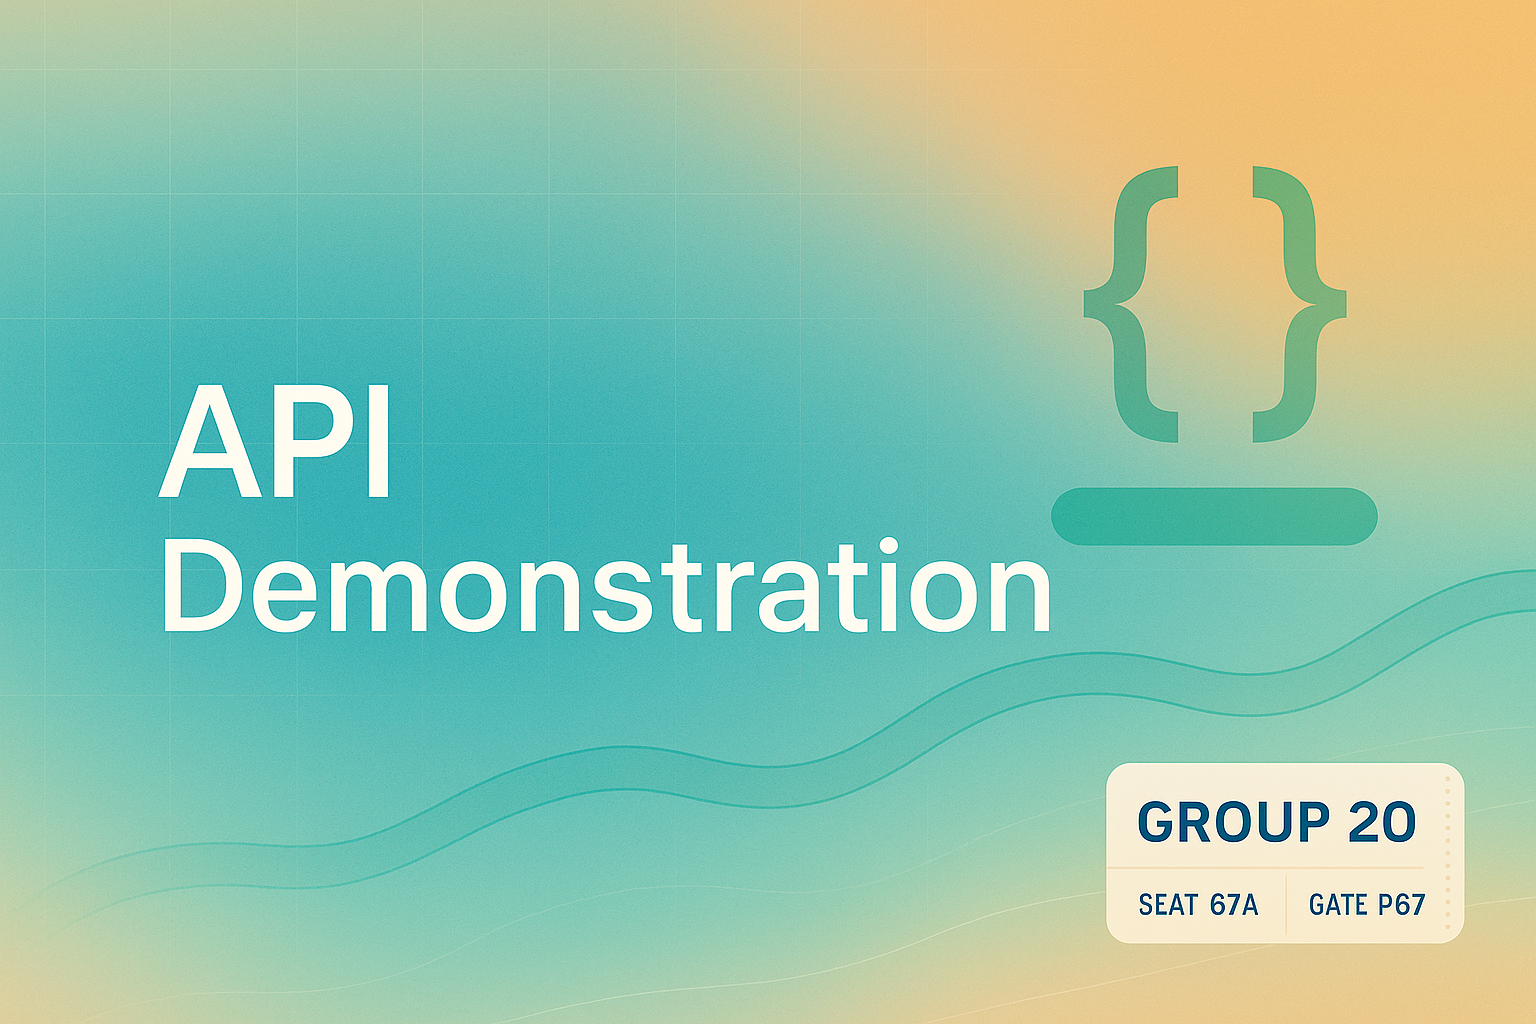 { }
API
Demonstration
GROUP 20
SEAT 67A
GATE P67